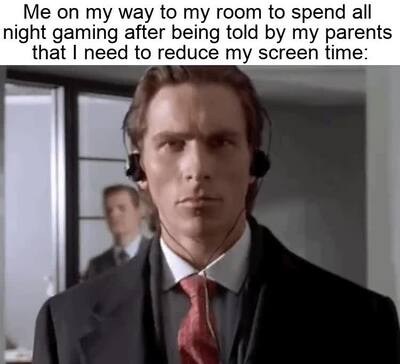 Me on my way to my room to spend all
night gaming after being told by my parents
that I need to reduce my screen time: